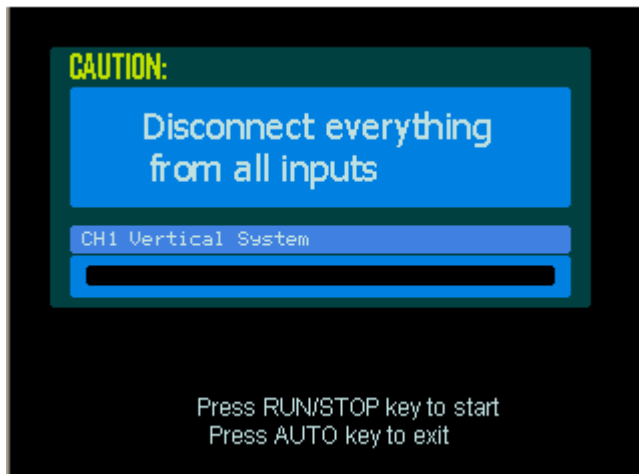 CAUTION:
Disconnect everything
from all inputs
CH1 Vertical System
Press RUN/STOP key to start
Press AUTO key to exit